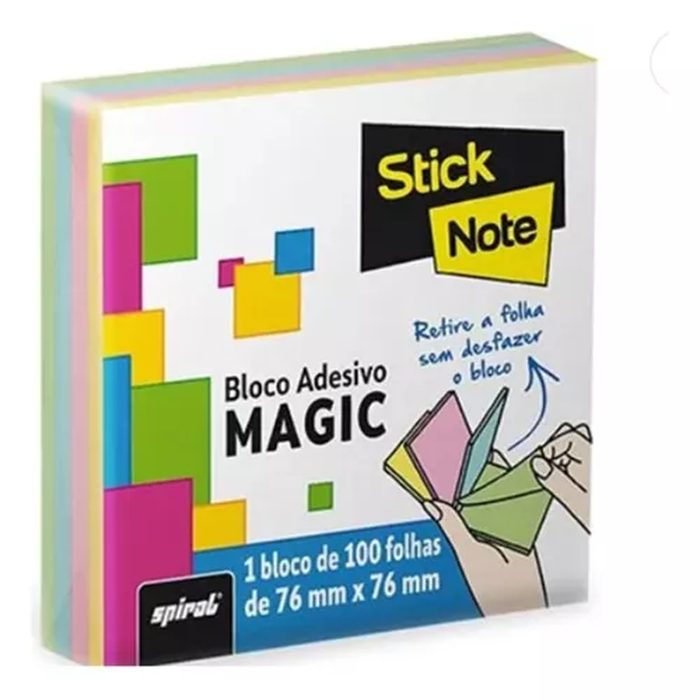 Stick
Note
Retire a folha
sem desfazer
o bloco
Bloco Adesivo
MAGIC
1 bloco de 100 folhas
de 76 mm x 76 mm
spiral